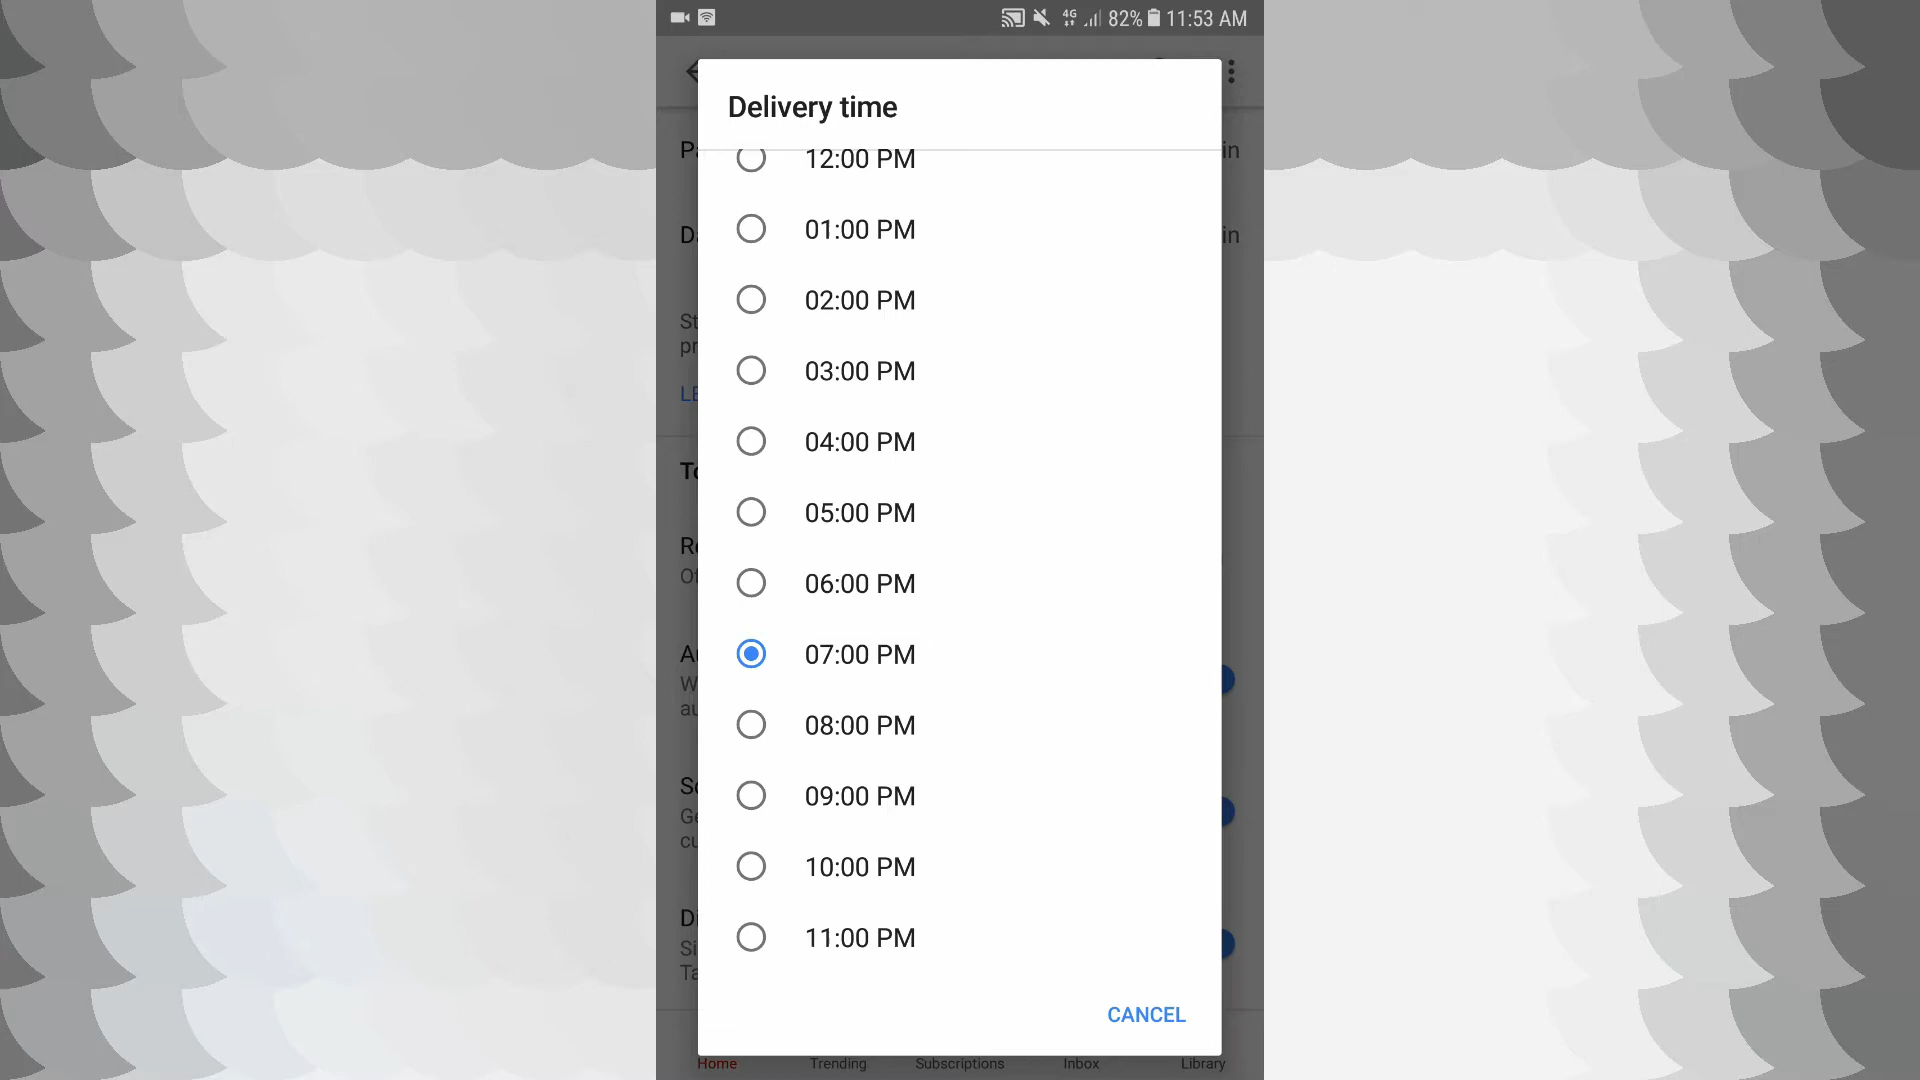 4G 82% 11:53 AM
Delivery time
12:00 PM
01:00 PM
02:00 PM
03:00 PM
04:00 PM
05:00 PM
06:00 PM
07:00 PM
08:00 PM
09:00 PM
10:00 PM
11:00 PM
CANCEL
Home Trending Subscriptions Inbox Library